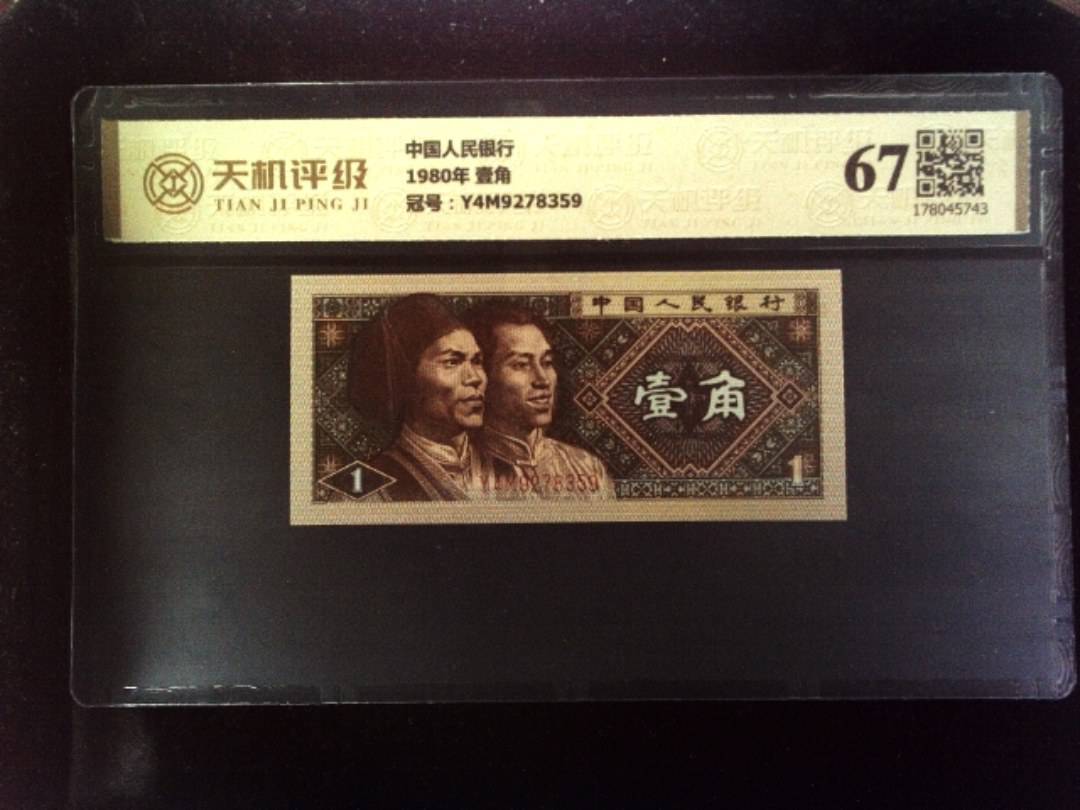 天机评级
TIAN JI PING JI
中国人民银行
1980年 壹角
冠号：Y4M9278359
67
178045743
中国人民银行
壹角
1
Y4M9278359
1